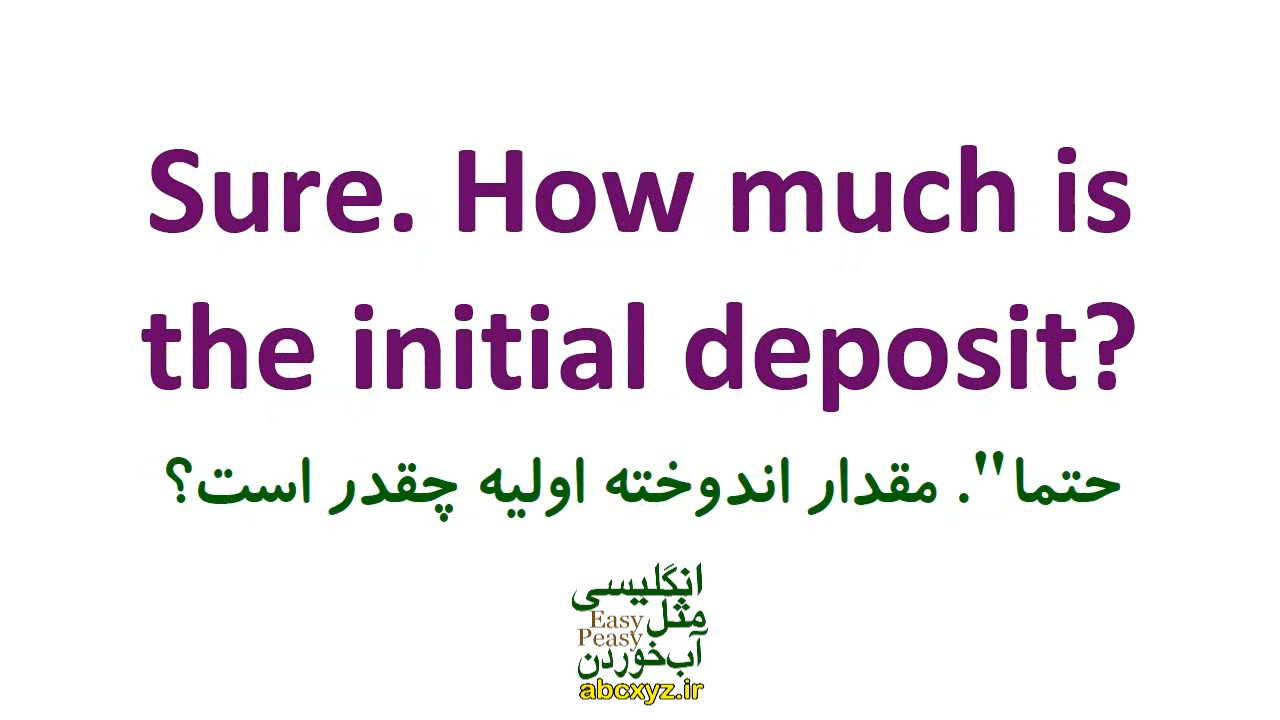 Sure. How much is
the initial deposit?
حتما". مقدار اندوخته اولیه چقدر است؟
انگلیسی
مثل
Easy
Peasy
آب‌خوردن
abcxyz.ir